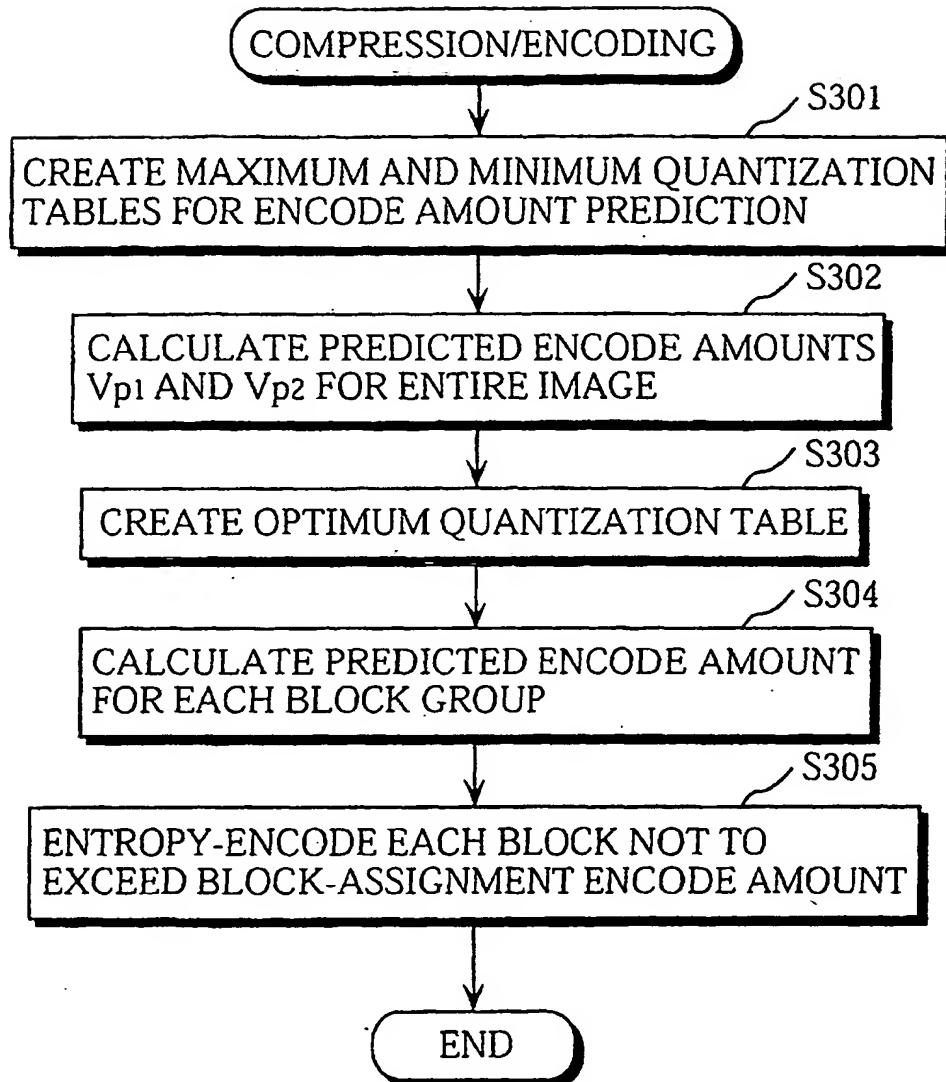 COMPRESSION/ENCODING
S301
CREATE MAXIMUM AND MINIMUM QUANTIZATION
TABLES FOR ENCODE AMOUNT PREDICTION
S302
CALCULATE PREDICTED ENCODE AMOUNTS
Vp1 AND Vp2 FOR ENTIRE IMAGE
S303
CREATE OPTIMUM QUANTIZATION TABLE
S304
CALCULATE PREDICTED ENCODE AMOUNT
FOR EACH BLOCK GROUP
S305
ENTROPY-ENCODE EACH BLOCK NOT TO
EXCEED BLOCK-ASSIGNMENT ENCODE AMOUNT
END